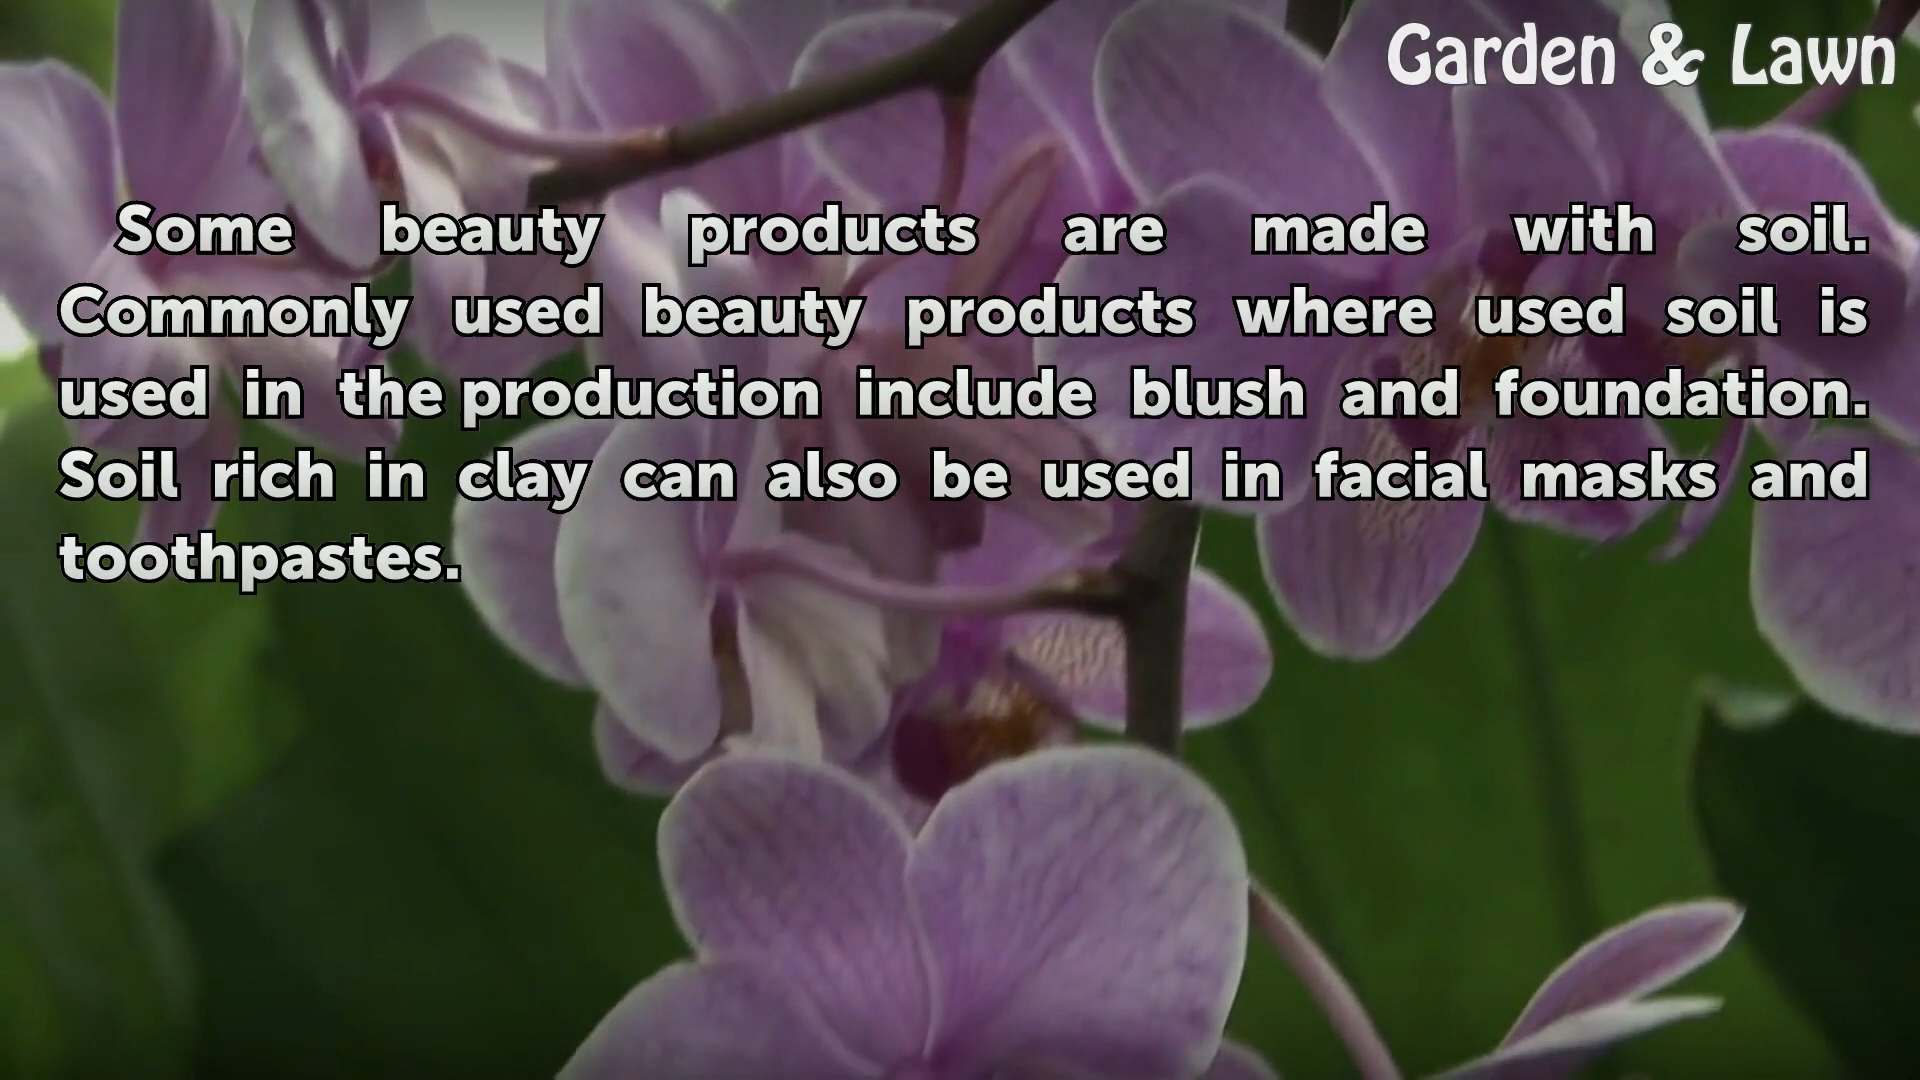 Garden & Lawn
Some beauty products are made with soil.
Commonly used beauty products where used soil is
used in the production include blush and foundation.
Soil rich in clay can also be used in facial masks and
toothpastes.